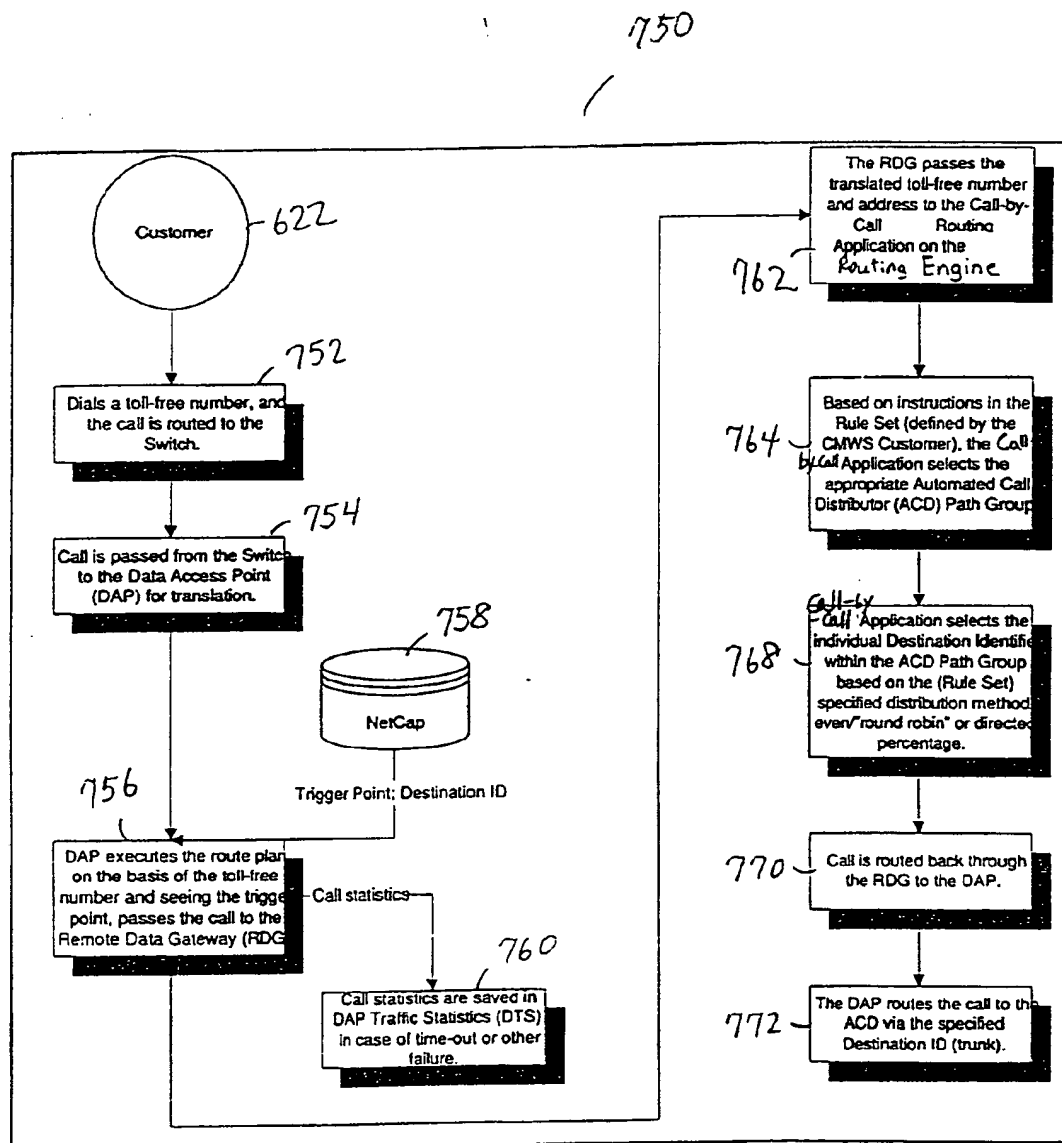 750
Customer
622
752
Dials a toll-free number, and
the call is routed to the
Switch.
754
Call is passed from the Switch
to the Data Access Point
(DAP) for translation.
758
NetCap
Trigger Point; Destination ID
756
DAP executes the route plan
on the basis of the toll-free
number and seeing the trigge
point, passes the call to the
Remote Data Gateway (RDG
Call statistics
760
Call statistics are saved in
DAP Traffic Statistics (DTS)
in case of time-out or other
failure.
The RDG passes the
translated toll-free number
and address to the Call-by-
Call Routing
Application on the
Routing Engine
762
Based on instructions in the
Rule Set (defined by the
CMWS Customer), the Call
by call Application selects the
appropriate Automated Call
Distributor (ACD) Path Group
764
Call-by
-Call Application selects the
individual Destination Identifie
within the ACD Path Group
based on the (Rule Set)
specified distribution method
even/"round robin" or directe
percentage.
768
Call is routed back through
the RDG to the DAP.
770
The DAP routes the call to the
ACD via the specified
Destination ID (trunk).
772